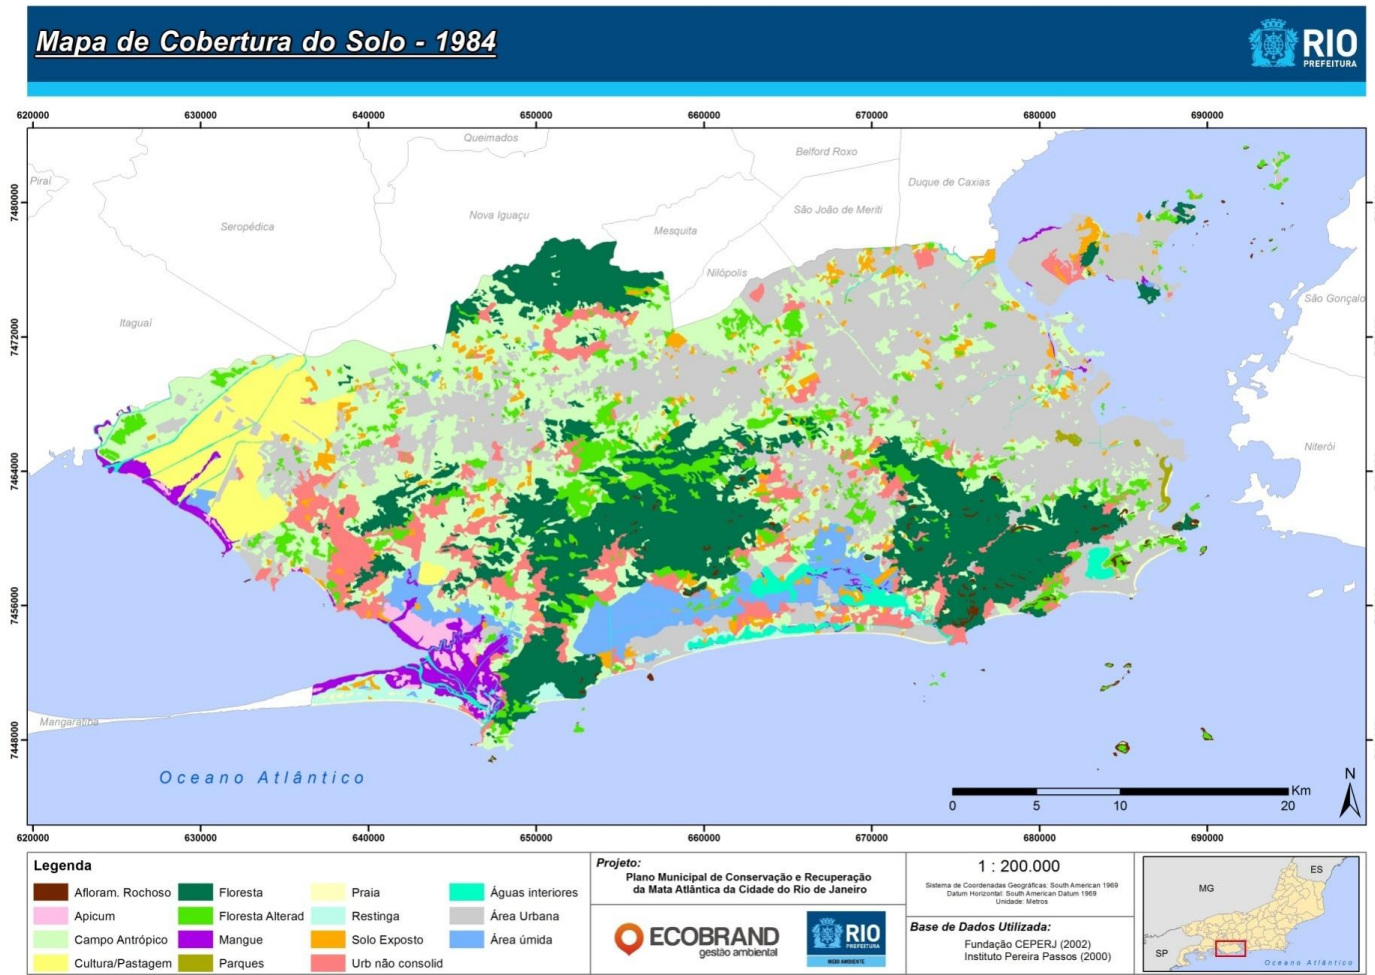 Mapa de Cobertura do Solo - 1984
RIO
PREFEITURA
620000 630000 640000 650000 660000 670000 680000 690000
Queimados
Belford Roxo
Piraí
Duque de Caxias
7480000
Seropédica
Nova Iguaçu
São João de Meriti
Mesquita
Nilópolis
São Gonçalo
Itaguaí
7472000
Niterói
7464000
7456000
Mangaratiba
7448000
Oceano Atlântico
N
Km
0 5 10 20
620000 630000 640000 650000 660000 670000 680000 690000
Legenda
Afloram. Rochoso
Apicum
Campo Antrópico
Cultura/Pastagem
Floresta
Floresta Alterad
Mangue
Parques
Praia
Restinga
Solo Exposto
Urb não consolid
Águas interiores
Área Urbana
Área úmida
Projeto:
Plano Municipal de Conservação e Recuperação
da Mata Atlântica da Cidade do Rio de Janeiro
ECOBRAND
gestão ambiental
RIO
PREFEITURA
MEIO AMBIENTE
1 : 200.000
Sistema de Coordenadas Geográficas: South American 1969
Datum Horizontal: South American Datum 1969
Unidade: Metros
Base de Dados Utilizada:
Fundação CEPERJ (2002)
Instituto Pereira Passos (2000)
ES
MG
SP
Oceano Atlântico